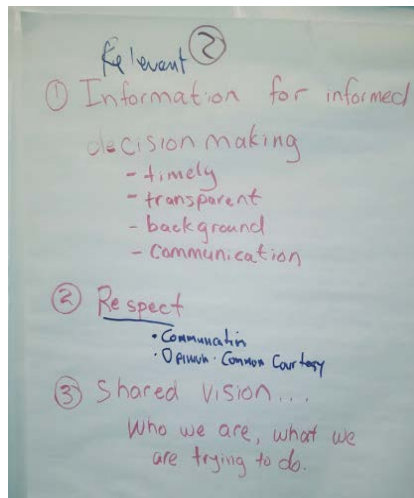 Relevant ②
① Information for informed
decision making
- timely
- transparent
- background
- communication
② Respect
• Communicatin
• Opinion • Common Courtesy
③ Shared Vision...
Who we are, what we
are trying to do.